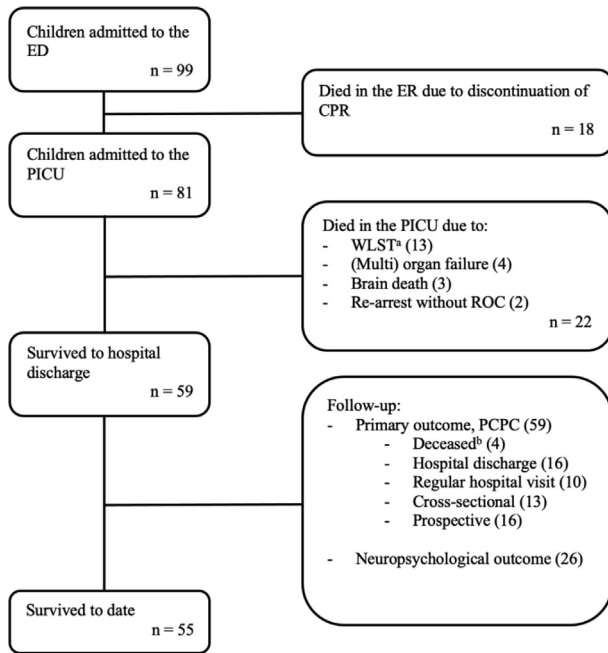 Children admitted to the
ED
n = 99
Died in the ER due to discontinuation of
CPR
n = 18
Children admitted to the
PICU
n = 81
Died in the PICU due to:
- WLSTᵃ (13)
- (Multi) organ failure (4)
- Brain death (3)
- Re-arrest without ROC (2)
n = 22
Survived to hospital
discharge
n = 59
Follow-up:
- Primary outcome, PCPC (59)
- Deceasedᵇ (4)
- Hospital discharge (16)
- Regular hospital visit (10)
- Cross-sectional (13)
- Prospective (16)
- Neuropsychological outcome (26)
Survived to date
n = 55